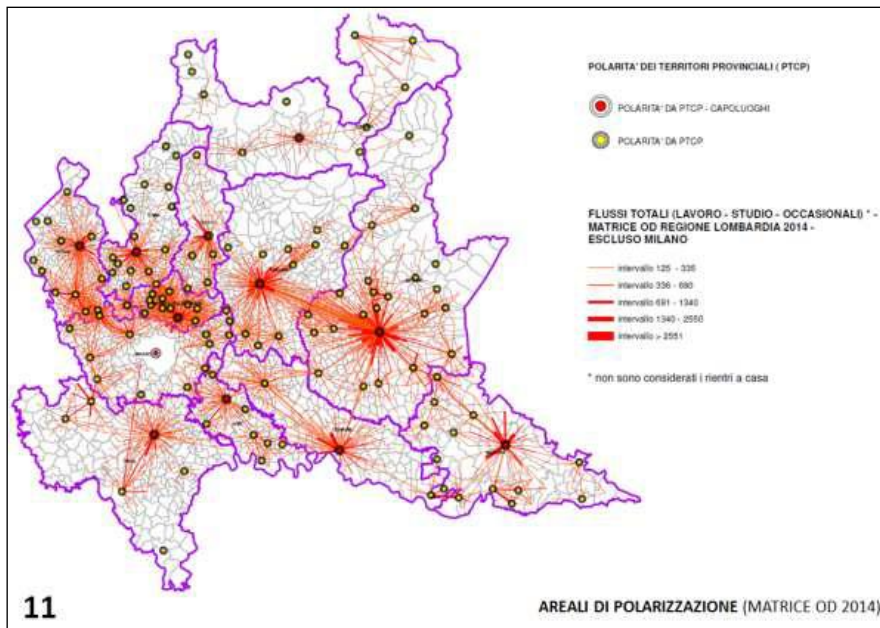 POLARITA' DEI TERRITORI PROVINCIALI ( PTCP)
POLARITA' DA PTCP - CAPOLUOGHI
POLARITA' DA PTCP
FLUSSI TOTALI (LAVORO - STUDIO - OCCASIONALI) * -
MATRICE OD REGIONE LOMBARDIA 2014 -
ESCLUSO MILANO
intervallo 125 - 335
intervallo 336 - 680
intervallo 681 - 1340
intervallo 1340 - 2550
intervallo > 2551
* non sono considerati i rientri a casa
11
AREALI DI POLARIZZAZIONE (MATRICE OD 2014)